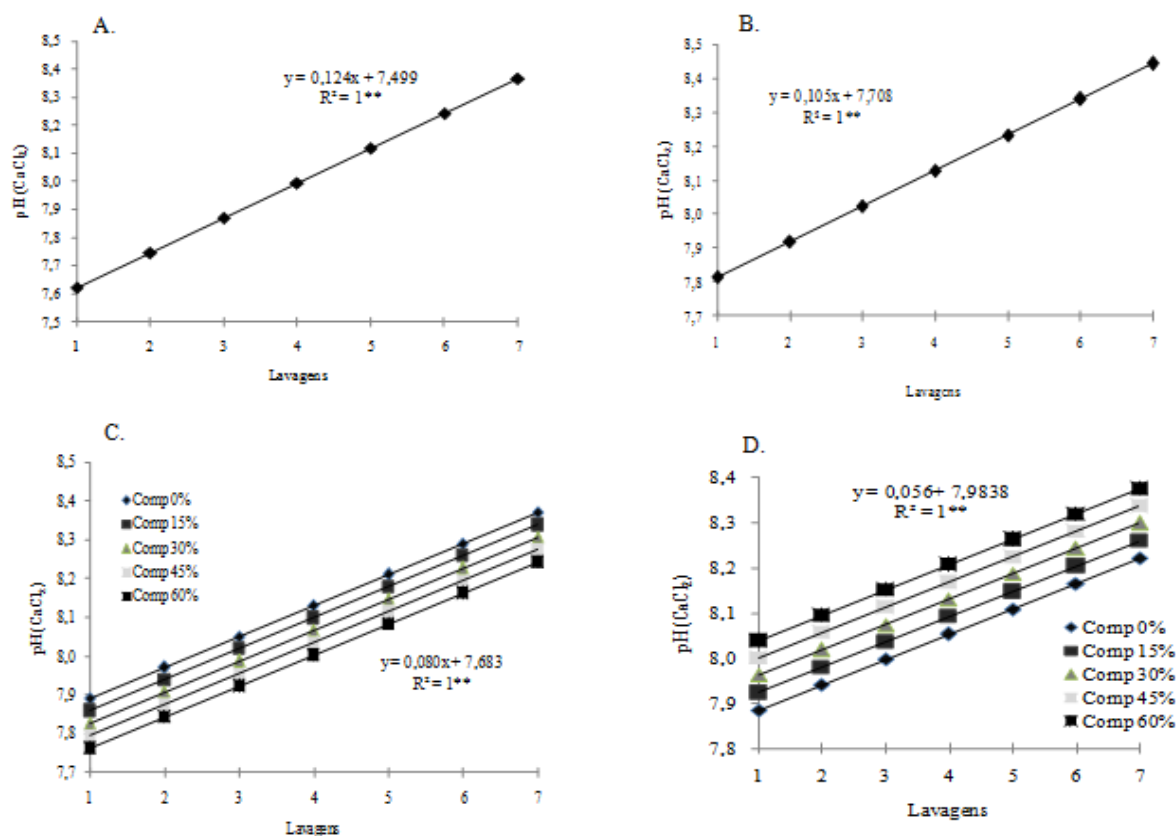 A.
8,5
8,4
8,3
8,2
8,1
8,0
7,9
7,8
7,7
7,6
7,5
pH (CaCl₂)
y = 0,124x + 7,499
R² = 1**
1 2 3 4 5 6 7
Lavagens
B.
8,5
8,4
8,3
8,2
8,1
8,0
7,9
7,8
7,7
pH (CaCl₂)
y = 0,105x + 7,708
R² = 1**
1 2 3 4 5 6 7
Lavagens
C.
8,5
8,4
8,3
8,2
8,1
8,0
7,9
7,8
7,7
pH (CaCl₂)
Comp 0%
Comp 15%
Comp 30%
Comp 45%
Comp 60%
y = 0,080x + 7,683
R² = 1**
1 2 3 4 5 6 7
Lavagens
D.
8,4
8,3
8,2
8,1
8,0
7,9
7,8
pH (CaCl₂)
y = 0,056+ 7,9838
R² = 1**
Comp 0%
Comp 15%
Comp 30%
Comp 45%
Comp 60%
1 2 3 4 5 6 7
Lavagens